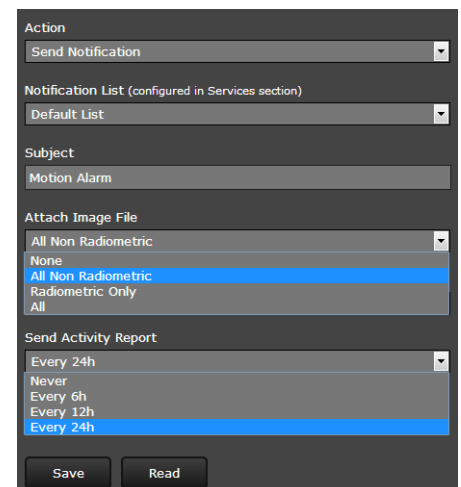 Action
Send Notification
Notification List (configured in Services section)
Default List
Subject
Motion Alarm
Attach Image File
All Non Radiometric
None
All Non Radiometric
Radiometric Only
All
Send Activity Report
Every 24h
Never
Every 6h
Every 12h
Every 24h
Save Read